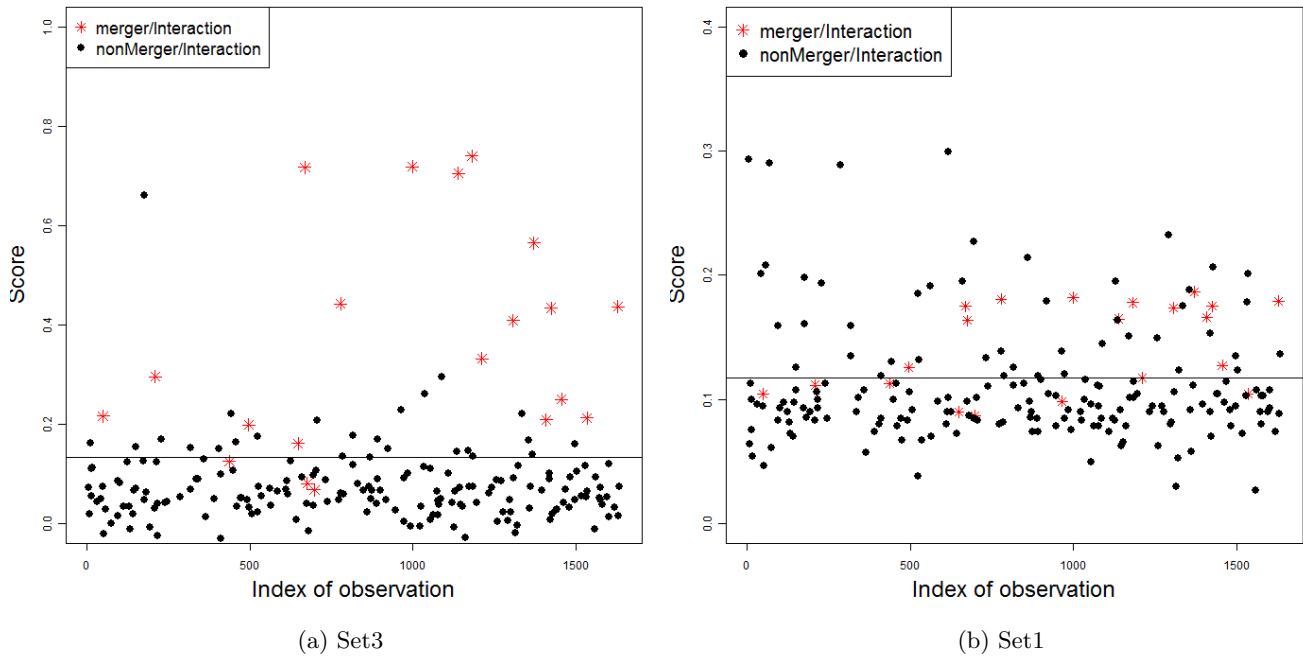 merger/Interaction
nonMerger/Interaction
Score
0.0
0.2
0.4
0.6
0.8
1.0
0
500
1000
1500
Index of observation
(a) Set3
merger/Interaction
nonMerger/Interaction
Score
0.0
0.1
0.2
0.3
0.4
0
500
1000
1500
Index of observation
(b) Set1